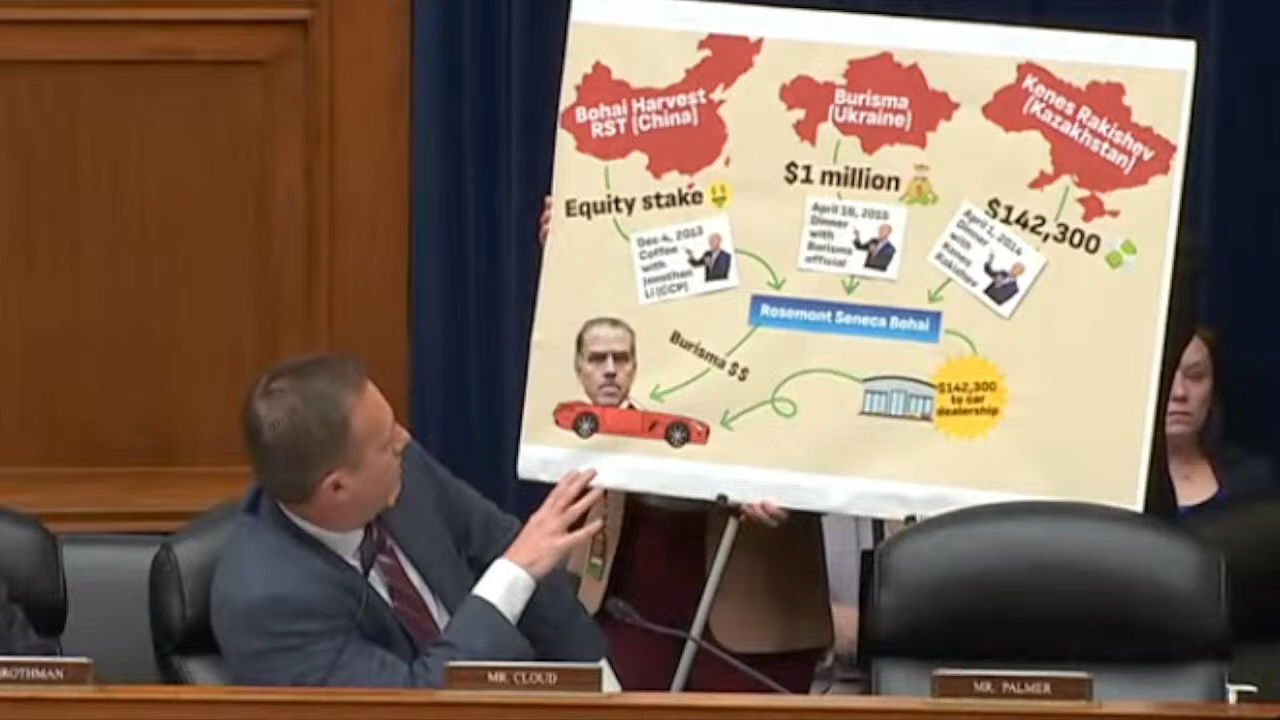 Bohai Harvest
RST (China)
Burisma
(Ukraine)
Kenes Rakishev
(Kazakhstan)
Equity stake
$1 million
$142,300
Dec 4, 2013
Coffee
with
Jonathan
Li (CCP)
April 16, 2015
Dinner
with
Burisma
official
April 1, 2014
Dinner
with
Kenes
Rakishev
Rosemont Seneca Bohai
Burisma $$
$142,300
to car
dealership
ROTHMAN
MR. CLOUD
MR. PALMER